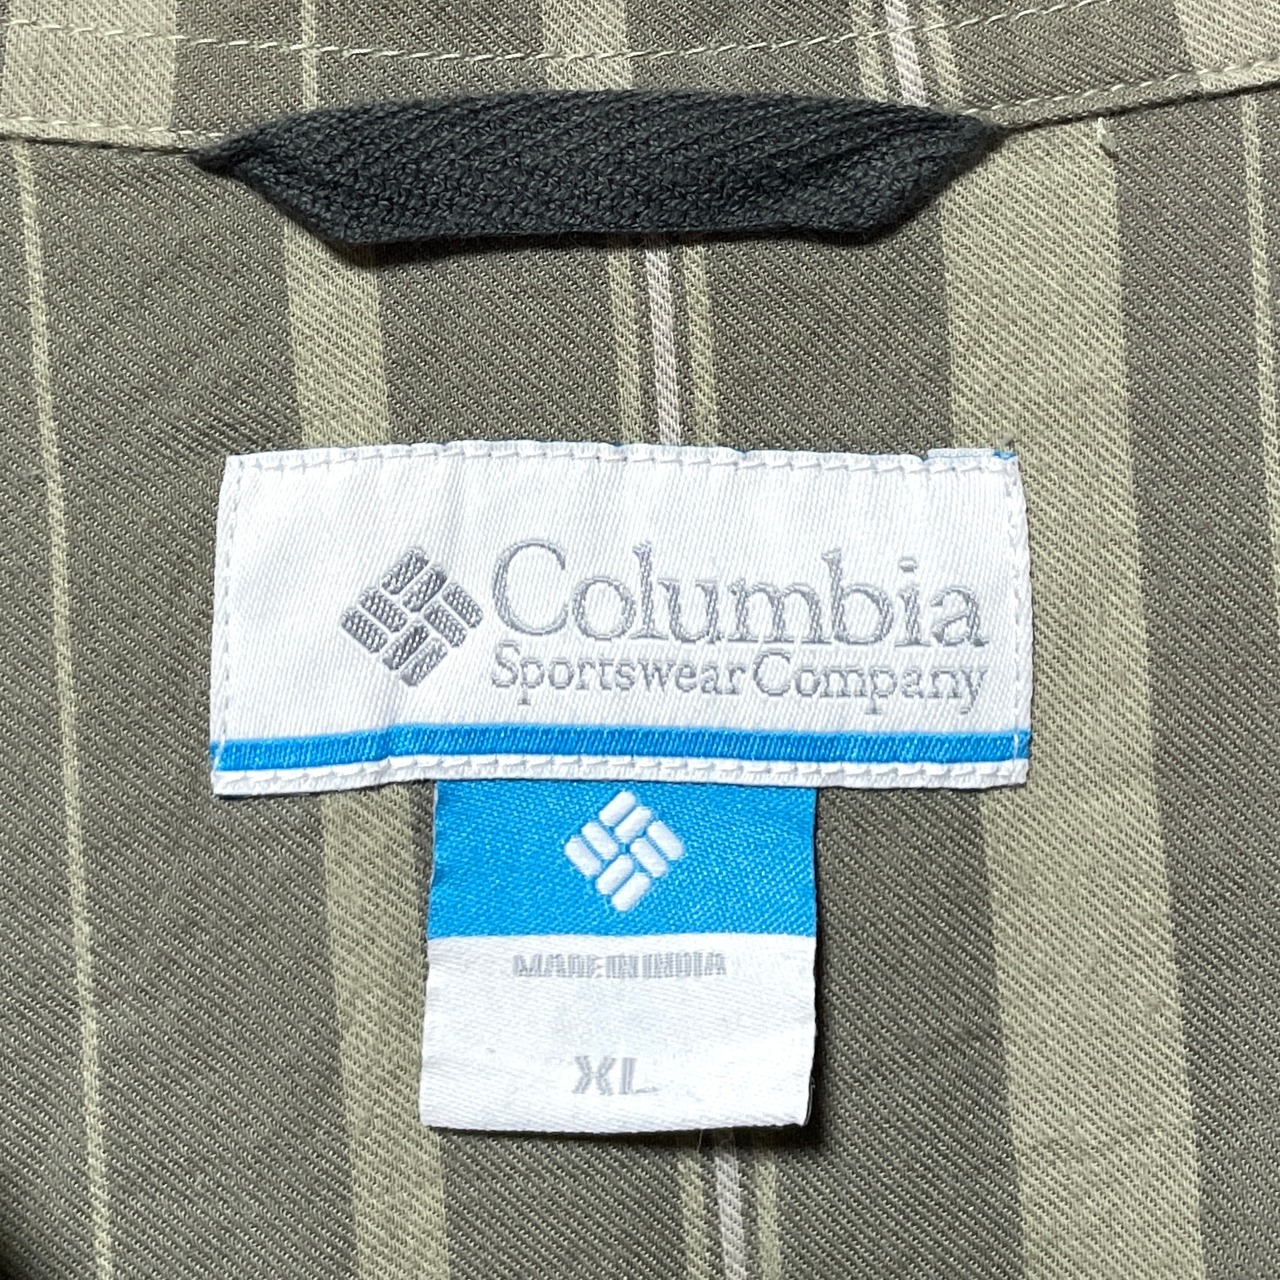 Columbia
Sportswear Company
MADE IN INDIA
XL